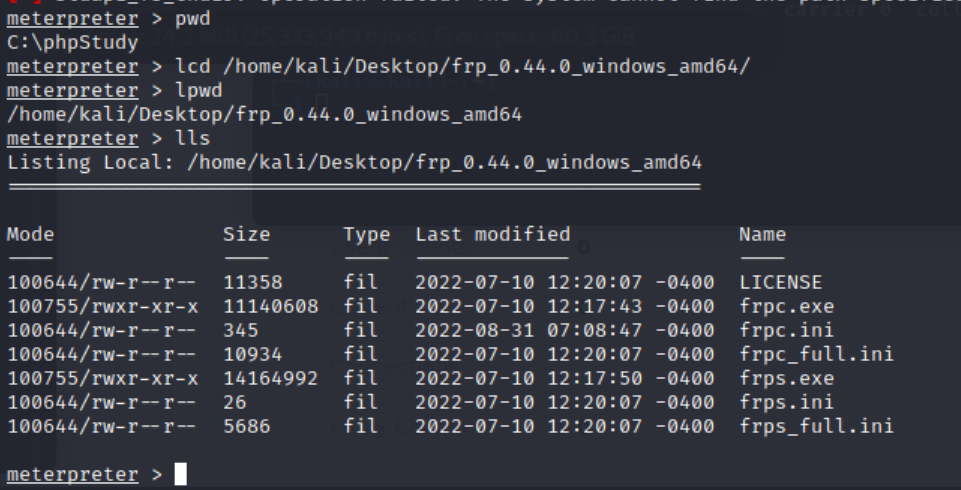 meterpreter > pwd
C:\phpStudy
meterpreter > lcd /home/kali/Desktop/frp_0.44.0_windows_amd64/
meterpreter > lpwd
/home/kali/Desktop/frp_0.44.0_windows_amd64
meterpreter > lls
Listing Local: /home/kali/Desktop/frp_0.44.0_windows_amd64
Mode Size Type Last modified Name
100644/rw-r--r-- 11358 fil 2022-07-10 12:20:07 -0400 LICENSE
100755/rwxr-xr-x 11140608 fil 2022-07-10 12:17:43 -0400 frpc.exe
100644/rw-r--r-- 345 fil 2022-08-31 07:08:47 -0400 frpc.ini
100644/rw-r--r-- 10934 fil 2022-07-10 12:20:07 -0400 frpc_full.ini
100755/rwxr-xr-x 14164992 fil 2022-07-10 12:17:50 -0400 frps.exe
100644/rw-r--r-- 26 fil 2022-07-10 12:20:07 -0400 frps.ini
100644/rw-r--r-- 5686 fil 2022-07-10 12:20:07 -0400 frps_full.ini
meterpreter >